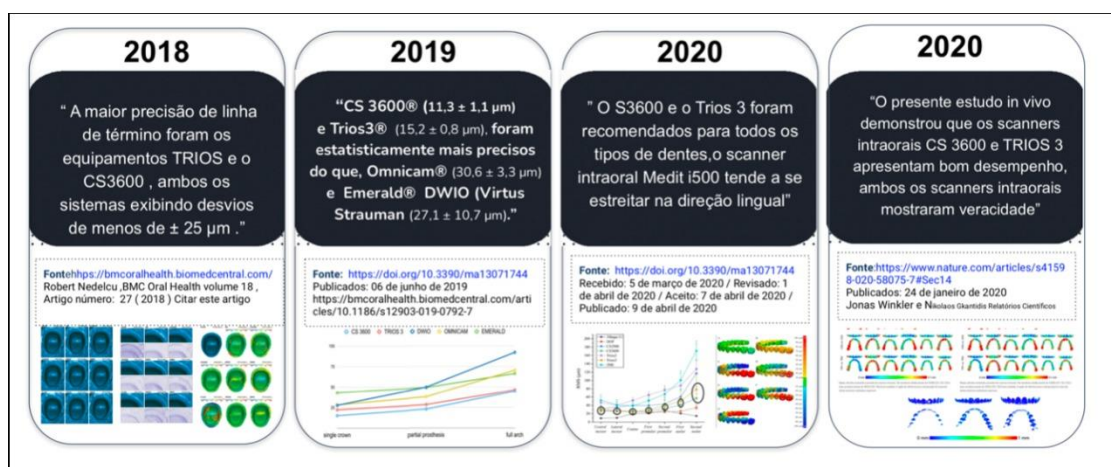 2018
“ A maior precisão de linha
de término foram os
equipamentos TRIOS e o
CS3600 , ambos os
sistemas exibindo desvios
de menos de ± 25 µm .”
Fontehhps://bmcoralhealth.biomedcentral.com/
Robert Nedelcu ,BMC Oral Health volume 18 ,
Artigo número: 27 ( 2018 ) Citar este artigo
2019
“CS 3600® (11,3 ± 1,1 µm)
e Trios3® (15,2 ± 0,8 µm), foram
estatisticamente mais precisos
do que, Omnicam® (30,6 ± 3,3 µm)
e Emerald® DWIO (Virtus
Strauman (27,1 ± 10,7 µm).”
Fonte: https://doi.org/10.3390/ma13071744
Publicados: 06 de junho de 2019
https://bmcoralhealth.biomedcentral.com/arti
cles/10.1186/s12903-019-0792-7
CS 3600 TRIOS 3 DWIO OMNICAM EMERALD
single crown partial prosthesis full arch
2020
“ O S3600 e o Trios 3 foram
recomendados para todos os
tipos de dentes,o scanner
intraoral Medit i500 tende a se
estreitar na direção lingual”
Fonte: https://doi.org/10.3390/ma13071744
Recebido: 5 de março de 2020 / Revisado: 1
de abril de 2020 / Aceito: 7 de abril de 2020 /
Publicado: 9 de abril de 2020
2020
“O presente estudo in vivo
demonstrou que os scanners
intraorais CS 3600 e TRIOS 3
apresentam bom desempenho,
ambos os scanners intraorais
mostraram veracidade”
Fonte:https://www.nature.com/articles/s4159
8-020-58075-7#Sec14
Publicados: 24 de janeiro de 2020
Jonas Winkler e Nikolaos Gkantidis Relatórios Científicos
0 mm 1 mm